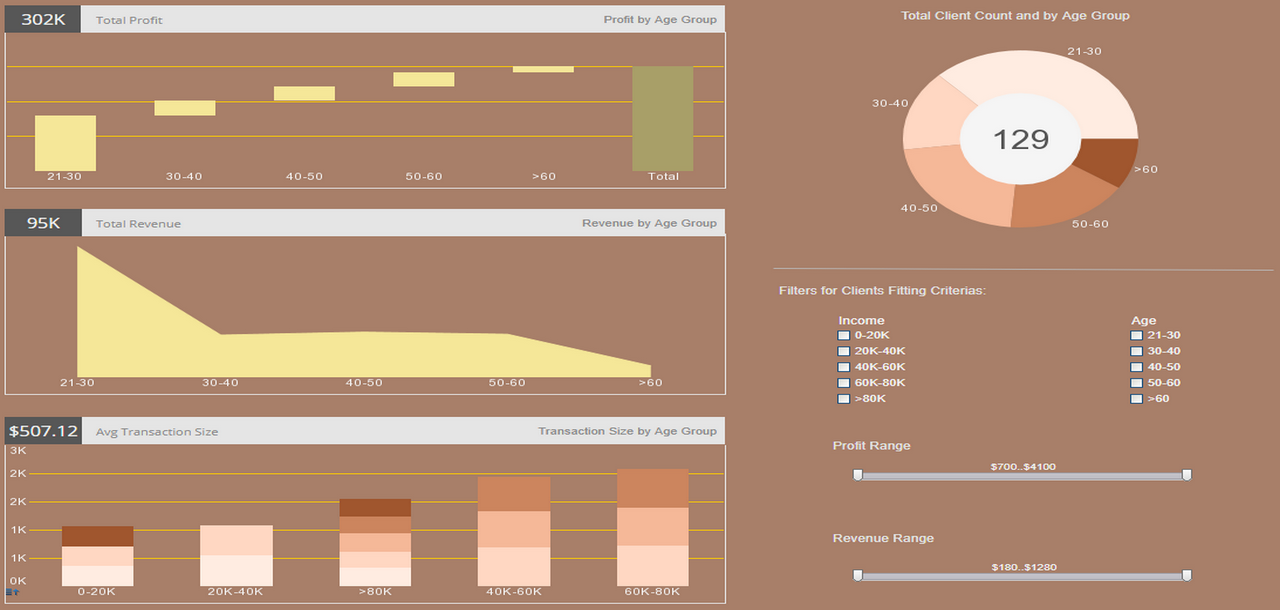 302K Total Profit Profit by Age Group
21-30 30-40 40-50 50-60 >60 Total
95K Total Revenue Revenue by Age Group
21-30 30-40 40-50 50-60 >60
$507.12 Avg Transaction Size Transaction Size by Age Group
3K
2K
2K
1K
1K
0K
0-20K 20K-40K >80K 40K-60K 60K-80K
Total Client Count and by Age Group
21-30
30-40
129
>60
40-50
50-60
Filters for Clients Fitting Criterias:
Income
0-20K
20K-40K
40K-60K
60K-80K
>80K
Age
21-30
30-40
40-50
50-60
>60
Profit Range
$700..$4100
Revenue Range
$180..$1280